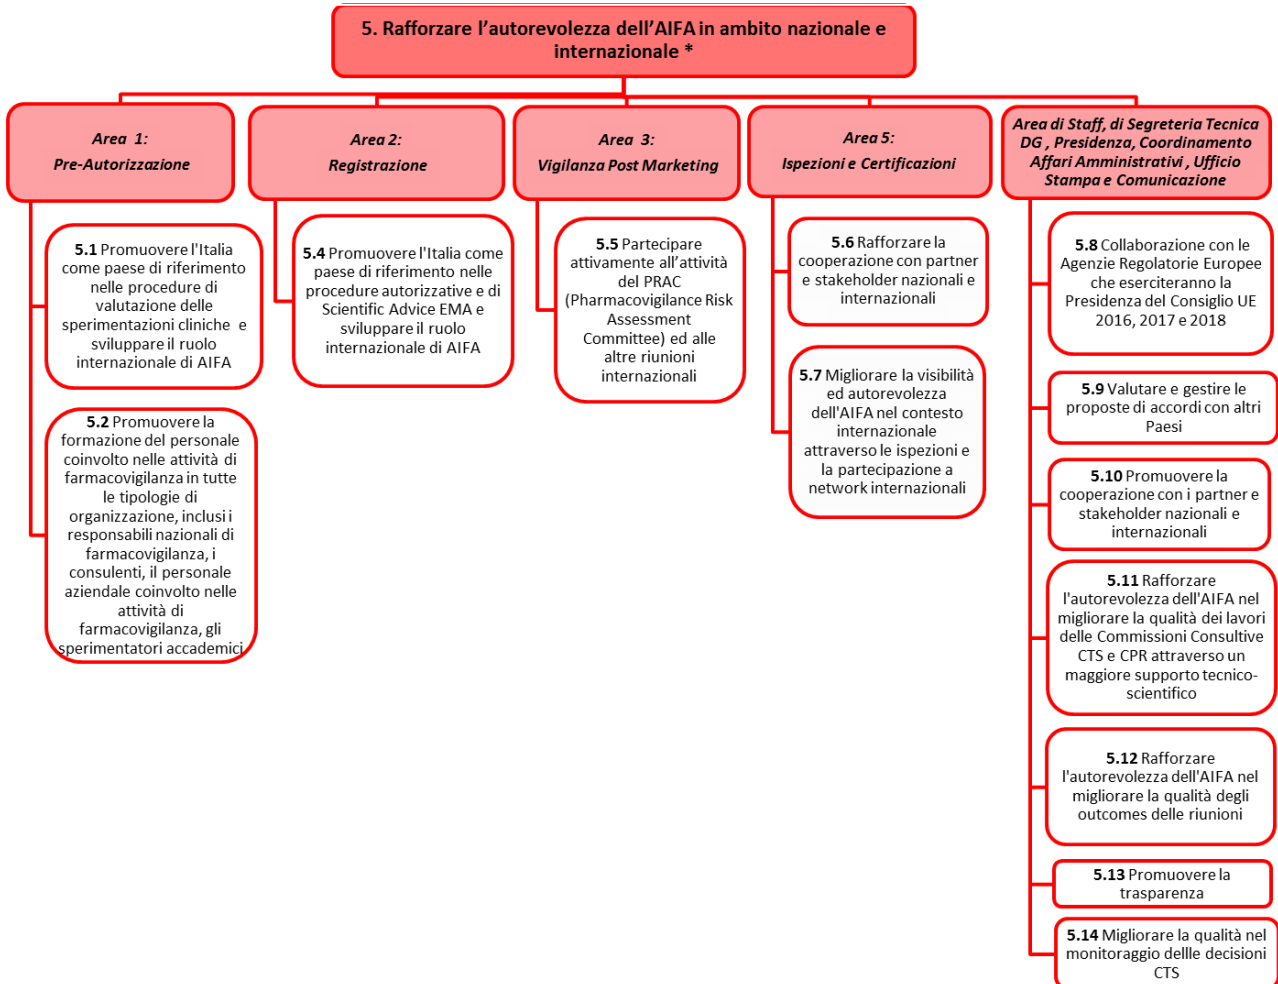 5. Rafforzare l'autorevolezza dell'AIFA in ambito nazionale e
internazionale *
Area 1:
Pre-Autorizzazione
5.1 Promuovere l'Italia
come paese di riferimento
nelle procedure di
valutazione delle
sperimentazioni cliniche e
sviluppare il ruolo
internazionale di AIFA
5.2 Promuovere la
formazione del personale
coinvolto nelle attività di
farmacovigilanza in tutte
le tipologie di
organizzazione, inclusi i
responsabili nazionali di
farmacovigilanza, i
consulenti, il personale
aziendale coinvolto nelle
attività di
farmacovigilanza, gli
sperimentatori accademici
Area 2:
Registrazione
5.4 Promuovere l'Italia come
paese di riferimento nelle
procedure autorizzative e di
Scientific Advice EMA e
sviluppare il ruolo
internazionale di AIFA
Area 3:
Vigilanza Post Marketing
5.5 Partecipare
attivamente all'attività
del PRAC
(Pharmacovigilance Risk
Assessment
Committee) ed alle
altre riunioni
internazionali
Area 5:
Ispezioni e Certificazioni
5.6 Rafforzare la
cooperazione con partner
e stakeholder nazionali e
internazionali
5.7 Migliorare la visibilità
ed autorevolezza
dell'AIFA nel contesto
internazionale
attraverso le ispezioni e
la partecipazione a
network internazionali
Area di Staff, di Segreteria Tecnica
DG , Presidenza, Coordinamento
Affari Amministrativi , Ufficio
Stampa e Comunicazione
5.8 Collaborazione con le
Agenzie Regolatorie Europee
che eserciteranno la
Presidenza del Consiglio UE
2016, 2017 e 2018
5.9 Valutare e gestire le
proposte di accordi con altri
Paesi
5.10 Promuovere la
cooperazione con i partner e
stakeholder nazionali e
internazionali
5.11 Rafforzare
l'autorevolezza dell'AIFA nel
migliorare la qualità dei lavori
delle Commissioni Consultive
CTS e CPR attraverso un
maggiore supporto tecnico-
scientifico
5.12 Rafforzare
l'autorevolezza dell'AIFA nel
migliorare la qualità degli
outcomes delle riunioni
5.13 Promuovere la
trasparenza
5.14 Migliorare la qualità nel
monitoraggio dellle decisioni
CTS